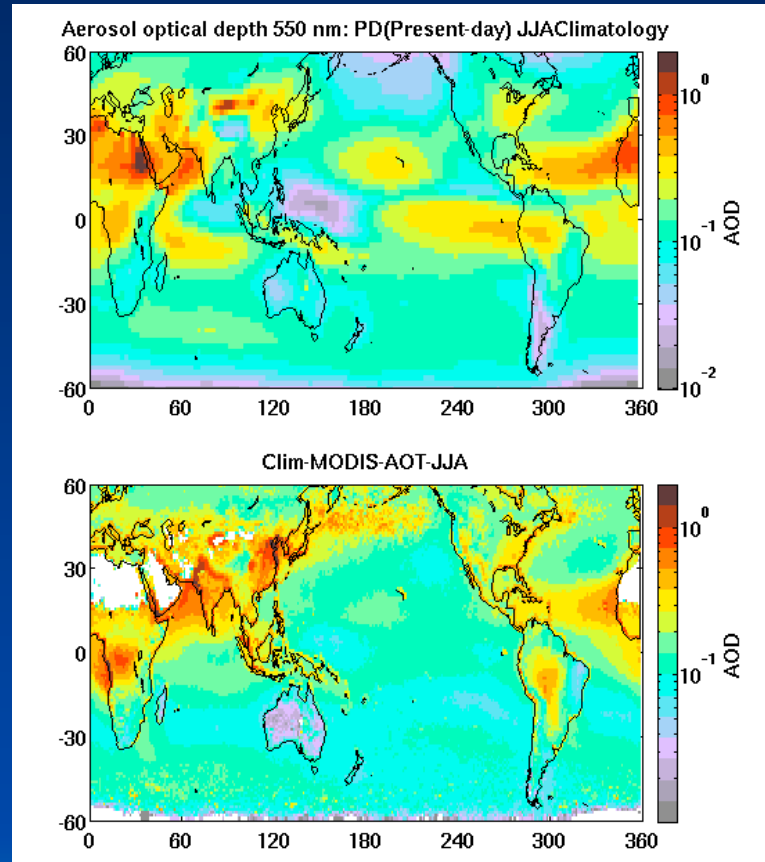 Aerosol optical depth 550 nm: PD(Present-day) JJAClimatology
60
30
0
-30
-60
0 60 120 180 240 300 360
10^0
10^-1
10^-2
AOD
Clim-MODIS-AOT-JJA
60
30
0
-30
-60
0 60 120 180 240 300 360
10^0
10^-1
AOD